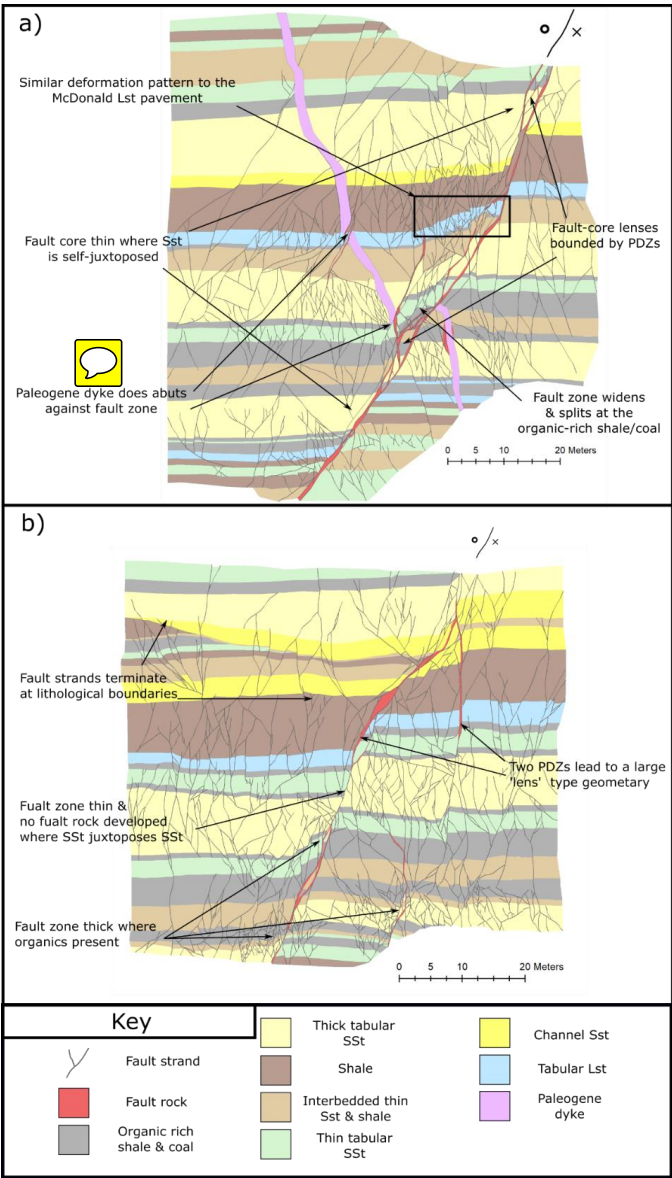 a)
Similar deformation pattern to the
McDonald Lst pavement
Fault core thin where Sst
is self-juxtoposed
Fault-core lenses
bounded by PDZs
Paleogene dyke does abuts
against fault zone
Fault zone widens
& splits at the
organic-rich shale/coal
0 5 10 20 Meters
b)
Fault strands terminate
at lithological boundaries
Two PDZs lead to a large
'lens' type geometary
Fualt zone thin &
no fualt rock developed
where SSt juxtoposes SSt
Fault zone thick where
organics present
0 5 10 20 Meters
Key
Fault strand
Fault rock
Organic rich
shale & coal
Thick tabular
SSt
Shale
Interbedded thin
Sst & shale
Thin tabular
SSt
Channel Sst
Tabular Lst
Paleogene
dyke